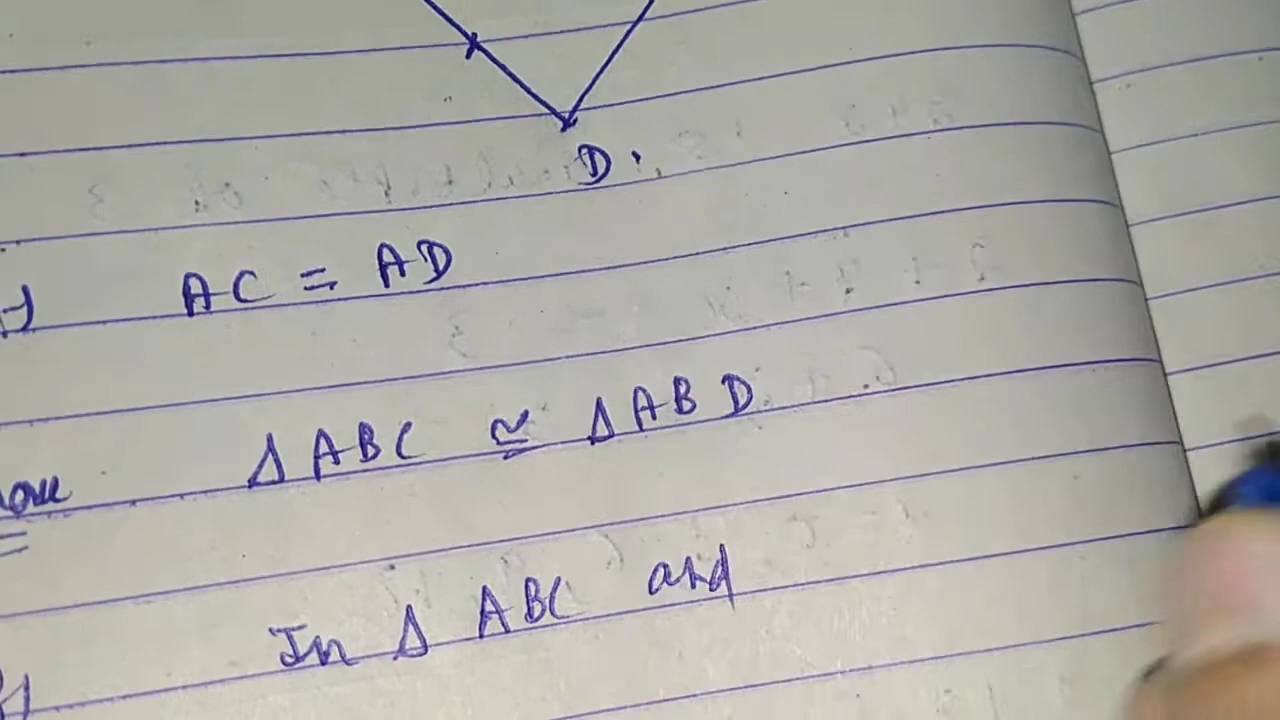 D.
AC = AD
Δ ABC ≅ Δ ABD
In Δ ABC and